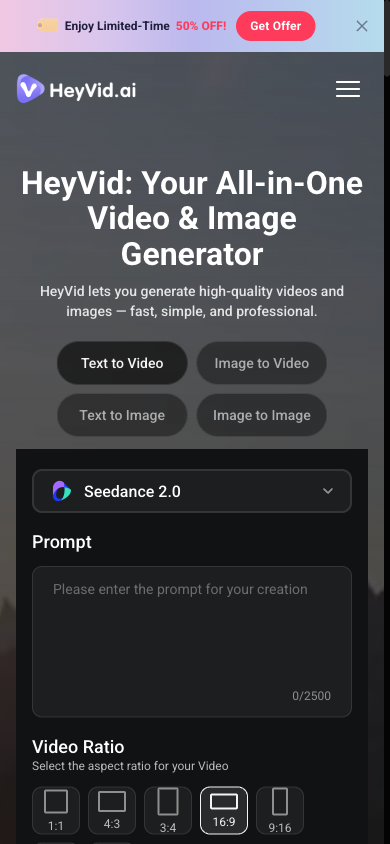 Enjoy Limited-Time 50% OFF! Get Offer
HeyVid.ai
HeyVid: Your All-in-One
Video & Image
Generator
HeyVid lets you generate high-quality videos and
images — fast, simple, and professional.
Text to Video Image to Video
Text to Image Image to Image
Seedance 2.0
Prompt
Please enter the prompt for your creation
0/2500
Video Ratio
Select the aspect ratio for your Video
1:1 4:3 3:4 16:9 9:16